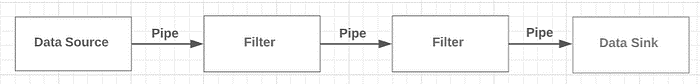 Data Source
Pipe
Filter
Pipe
Filter
Pipe
Data Sink